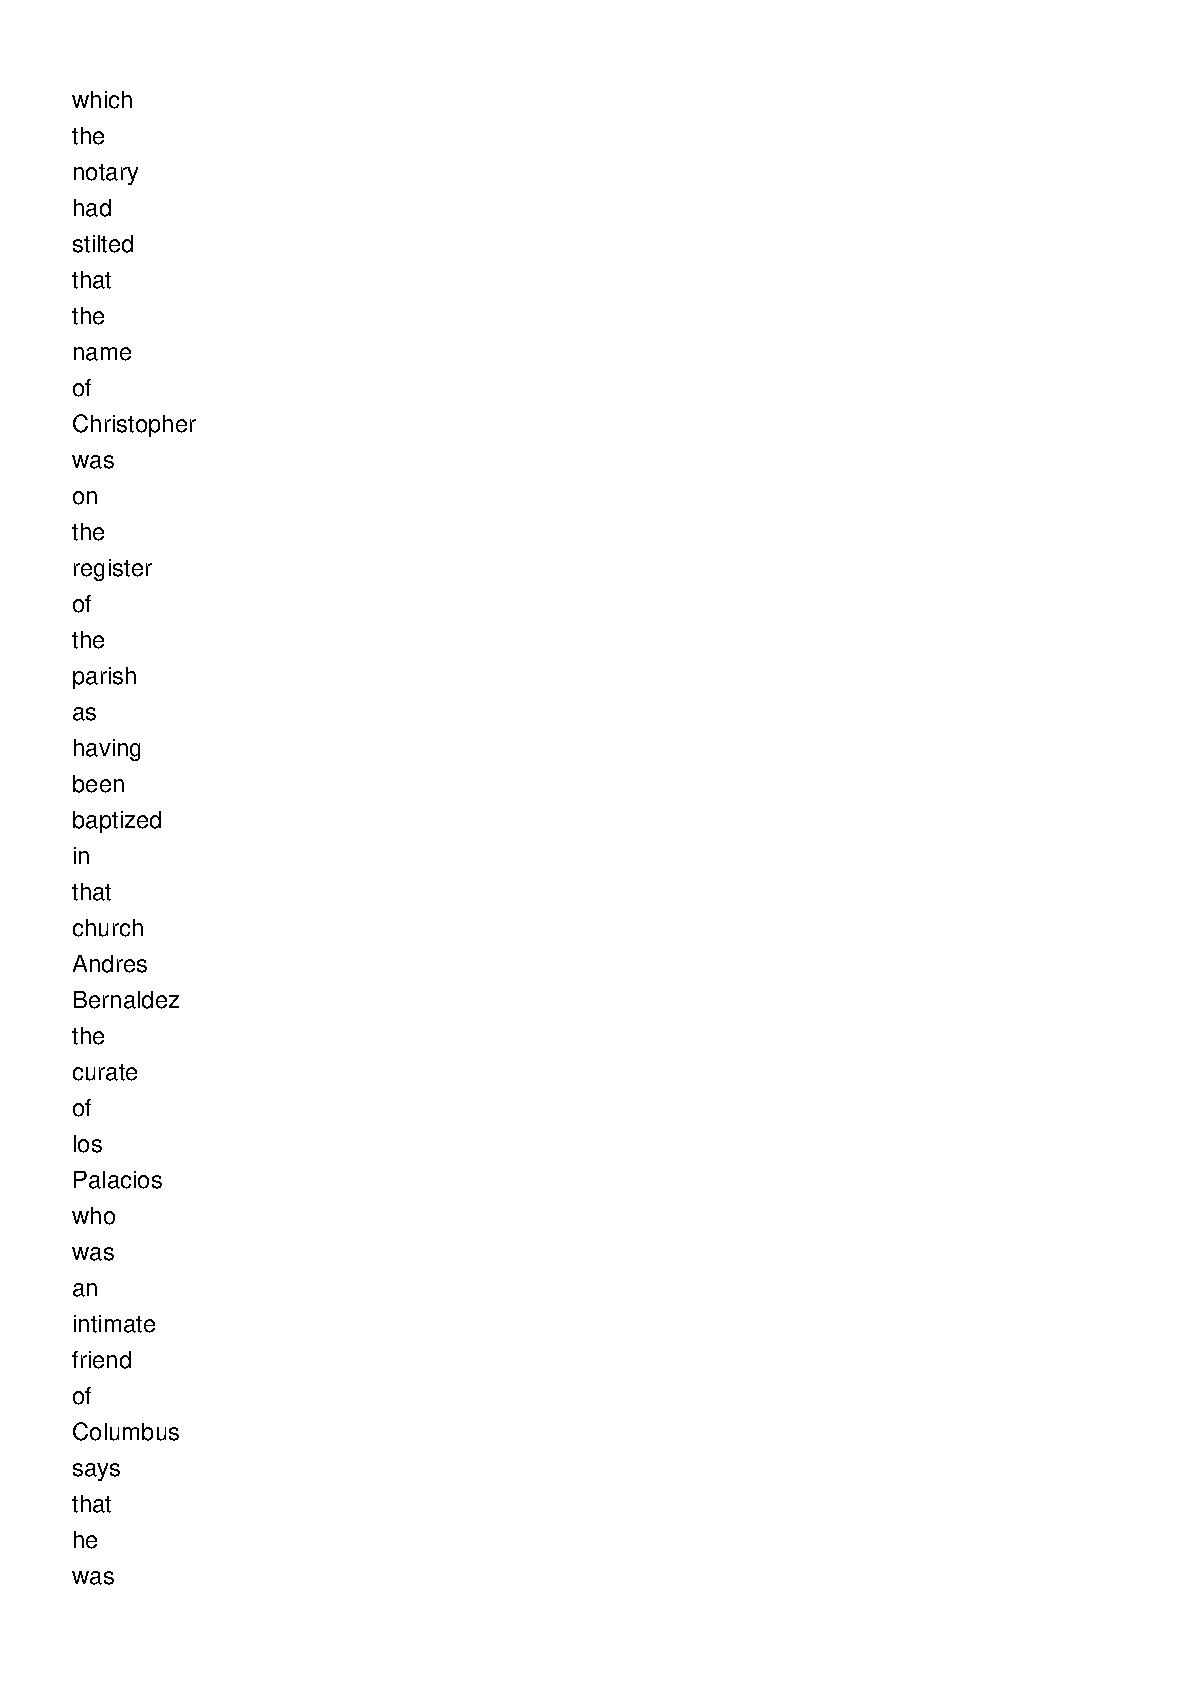 which
the
notary
had
stilted
that
the
name
of
Christopher
was
on
the
register
of
the
parish
as
having
been
baptized
in
that
church
Andres
Bernaldez
the
curate
of
los
Palacios
who
was
an
intimate
friend
of
Columbus
says
that
he
was